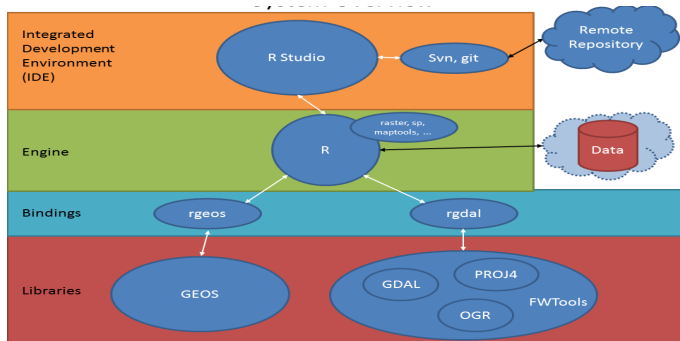 Integrated
Development
Environment
(IDE)
R Studio
Svn, git
Remote
Repository
Engine
raster, sp,
maptools, ...
R
Data
Bindings
rgeos
rgdal
Libraries
GEOS
GDAL
PROJ4
FWTools
OGR